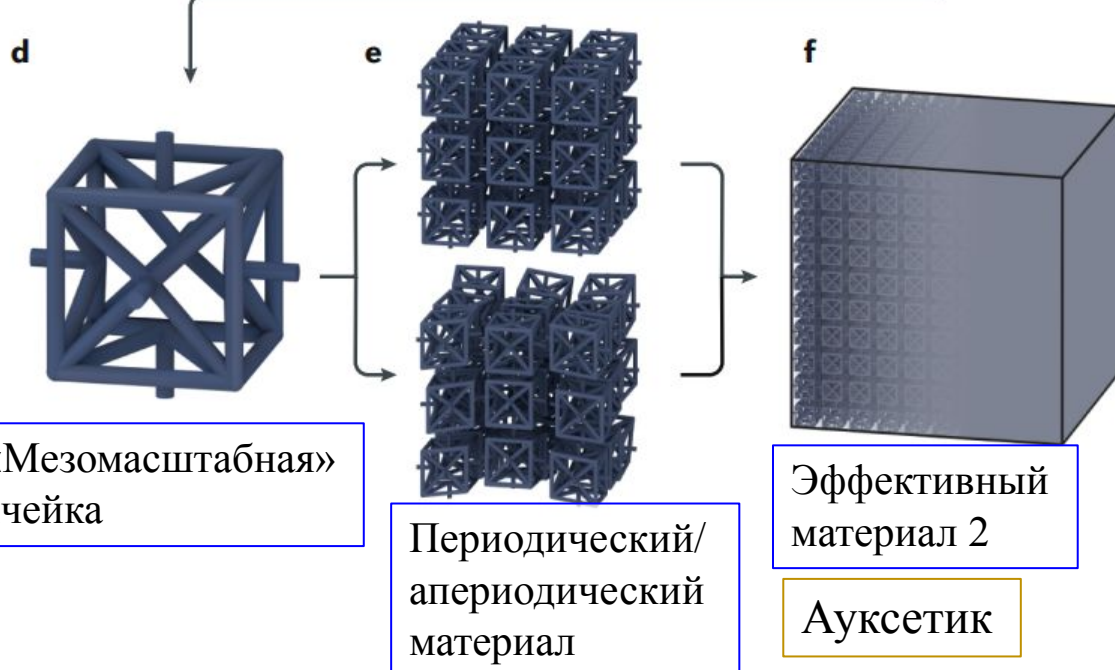 d
e
f
«Мезомасштабная»
чейка
Периодический/
апериодический
материал
Эффективный
материал 2
Ауксетик